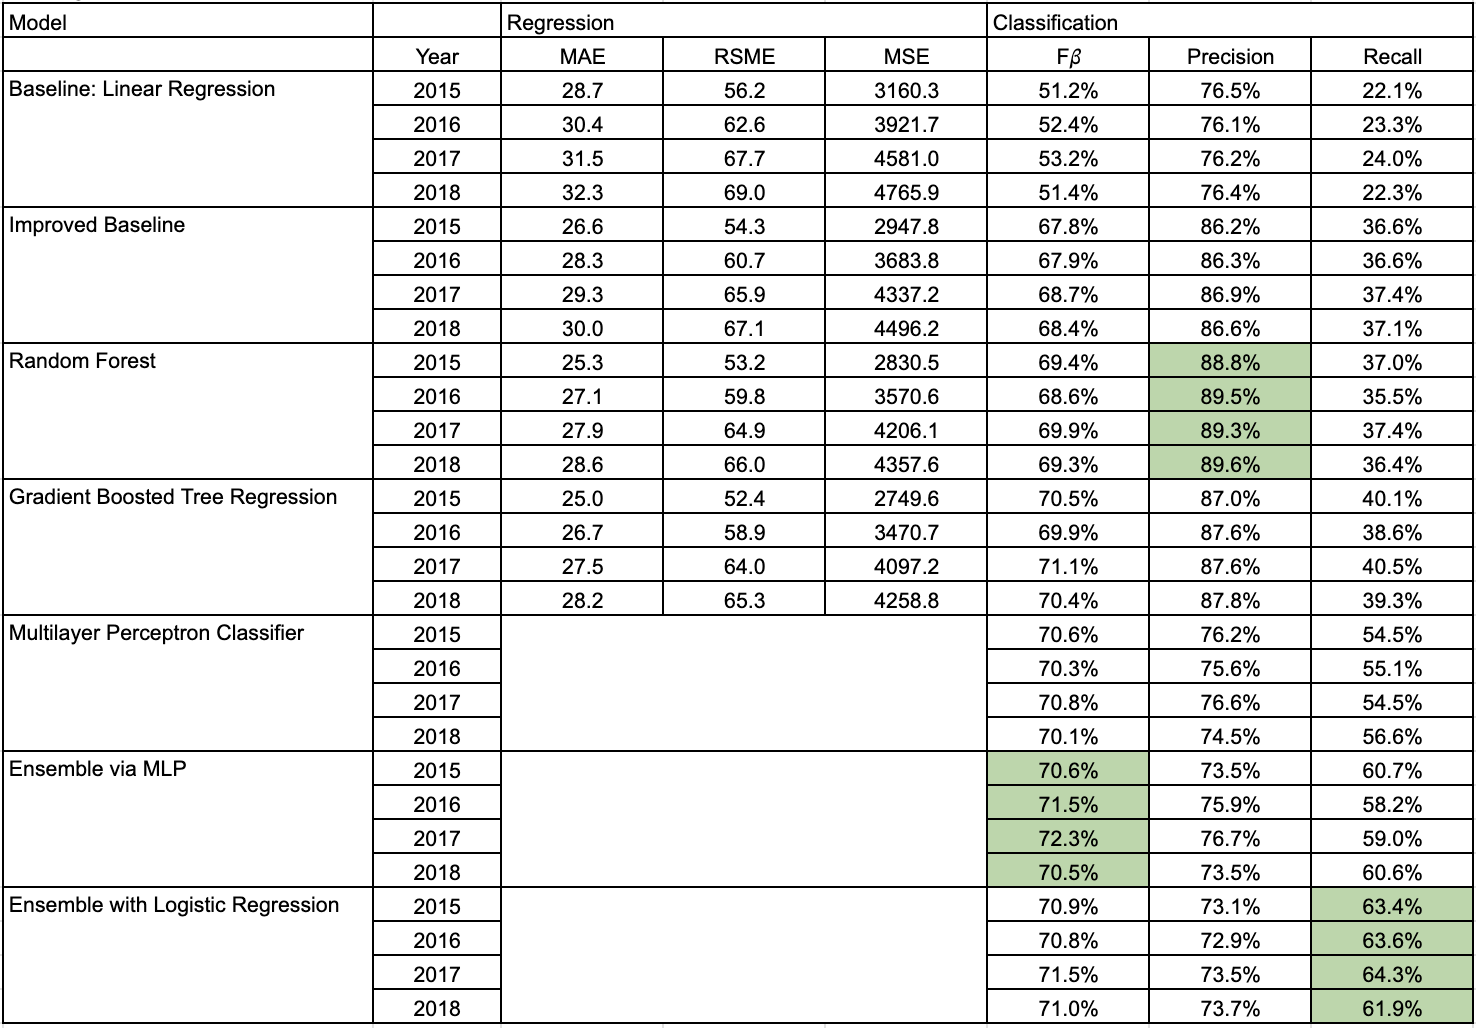 Model Regression Classification
Year MAE RSME MSE Fβ Precision Recall
Baseline: Linear Regression 2015 28.7 56.2 3160.3 51.2% 76.5% 22.1%
2016 30.4 62.6 3921.7 52.4% 76.1% 23.3%
2017 31.5 67.7 4581.0 53.2% 76.2% 24.0%
2018 32.3 69.0 4765.9 51.4% 76.4% 22.3%
Improved Baseline 2015 26.6 54.3 2947.8 67.8% 86.2% 36.6%
2016 28.3 60.7 3683.8 67.9% 86.3% 36.6%
2017 29.3 65.9 4337.2 68.7% 86.9% 37.4%
2018 30.0 67.1 4496.2 68.4% 86.6% 37.1%
Random Forest 2015 25.3 53.2 2830.5 69.4% 88.8% 37.0%
2016 27.1 59.8 3570.6 68.6% 89.5% 35.5%
2017 27.9 64.9 4206.1 69.9% 89.3% 37.4%
2018 28.6 66.0 4357.6 69.3% 89.6% 36.4%
Gradient Boosted Tree Regression 2015 25.0 52.4 2749.6 70.5% 87.0% 40.1%
2016 26.7 58.9 3470.7 69.9% 87.6% 38.6%
2017 27.5 64.0 4097.2 71.1% 87.6% 40.5%
2018 28.2 65.3 4258.8 70.4% 87.8% 39.3%
Multilayer Perceptron Classifier 2015 70.6% 76.2% 54.5%
2016 70.3% 75.6% 55.1%
2017 70.8% 76.6% 54.5%
2018 70.1% 74.5% 56.6%
Ensemble via MLP 2015 70.6% 73.5% 60.7%
2016 71.5% 75.9% 58.2%
2017 72.3% 76.7% 59.0%
2018 70.5% 73.5% 60.6%
Ensemble with Logistic Regression 2015 70.9% 73.1% 63.4%
2016 70.8% 72.9% 63.6%
2017 71.5% 73.5% 64.3%
2018 71.0% 73.7% 61.9%